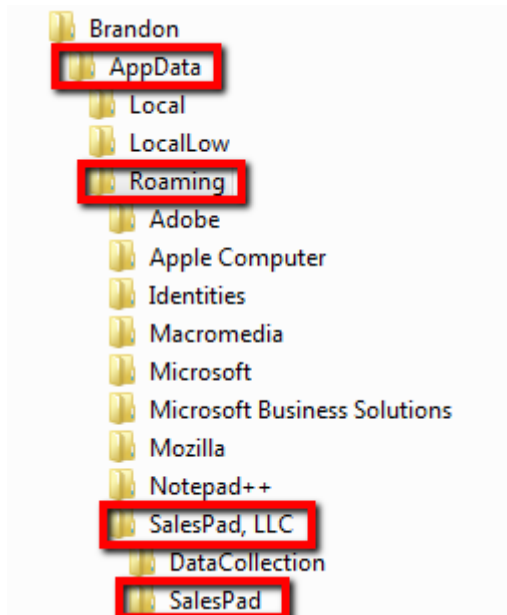 Brandon
AppData
Local
LocalLow
Roaming
Adobe
Apple Computer
Identities
Macromedia
Microsoft
Microsoft Business Solutions
Mozilla
Notepad++
SalesPad, LLC
DataCollection
SalesPad